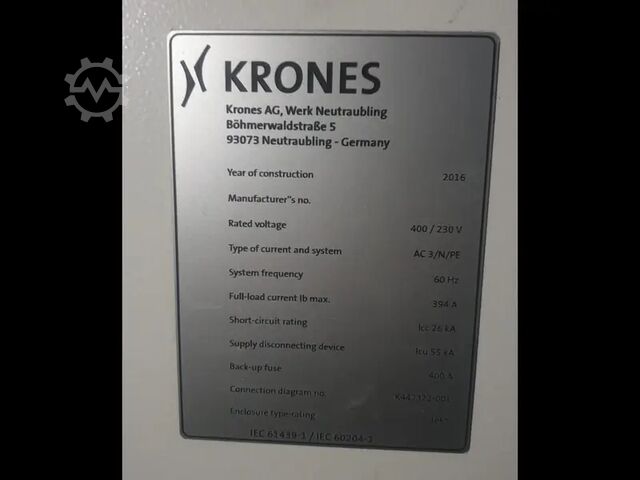 KRONES
Krones AG, Werk Neutraubling
Böhmerwaldstraße 5
93073 Neutraubling - Germany
Year of construction 2016
Manufacturer"s no.
Rated voltage 400 / 230 V
Type of current and system AC 3/N/PE
System frequency 60 Hz
Full-load current Ib max. 394 A
Short-circuit rating Icc 26 kA
Supply disconnecting device Icu 55 kA
Back-up fuse 400 A
Connection diagram no.
Enclosure type-rating
IEC 61439-1 / IEC 60204-1